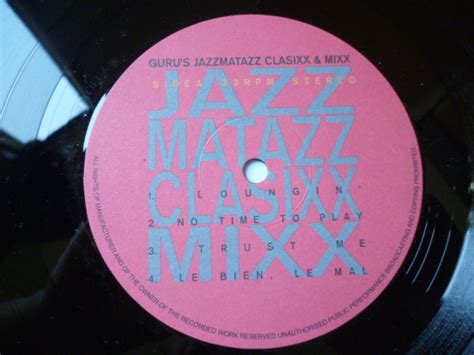 GURU'S JAZZMATAZZ CLASIXX & MIXX
SIDE A 33RPM STEREO
JAZZ
MATAZZ
CLASIXX
MIXX
1. LOUNGIN'
2. NO TIME TO PLAY
3. TRUST ME
4. LE BIEN, LE MAL
ALL RIGHTS OF MANUFACTURER AND OF THE OWNER OF THE RECORDED WORK RESERVED UNAUTHORISED PUBLIC PERFORMANCE BROADCASTING AND COPYING PROHIBITED.